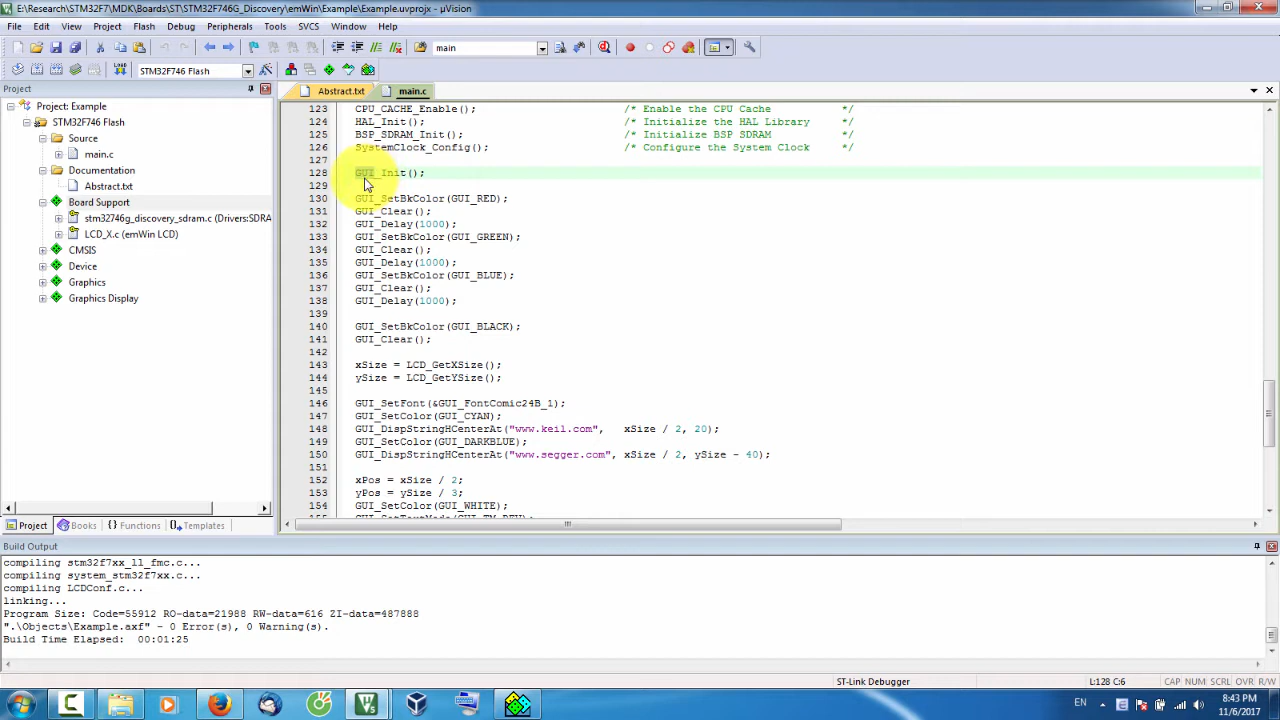 E:\Research\STM32F7\MDK\Boards\ST\STM32F746G_Discovery\emWin\Example\Example.uvprojx - µVision
File Edit View Project Flash Debug Peripherals Tools SVCS Window Help
main
LOAD STM32F746 Flash
Project
Abstract.txt main.c
Project: Example
STM32F746 Flash
Source
main.c
Documentation
Abstract.txt
Board Support
stm32746g_discovery_sdram.c (Drivers:SDRA
LCD_X.c (emWin LCD)
CMSIS
Device
Graphics
Graphics Display
Project Books Functions Templates
123 CPU_CACHE_Enable(); /* Enable the CPU Cache */
124 HAL_Init(); /* Initialize the HAL Library */
125 BSP_SDRAM_Init(); /* Initialize BSP SDRAM */
126 SystemClock_Config(); /* Configure the System Clock */
127
128 GUI_Init();
129
130 GUI_SetBkColor(GUI_RED);
131 GUI_Clear();
132 GUI_Delay(1000);
133 GUI_SetBkColor(GUI_GREEN);
134 GUI_Clear();
135 GUI_Delay(1000);
136 GUI_SetBkColor(GUI_BLUE);
137 GUI_Clear();
138 GUI_Delay(1000);
139
140 GUI_SetBkColor(GUI_BLACK);
141 GUI_Clear();
142
143 xSize = LCD_GetXSize();
144 ySize = LCD_GetYSize();
145
146 GUI_SetFont(&GUI_FontComic24B_1);
147 GUI_SetColor(GUI_CYAN);
148 GUI_DispStringHCenterAt("www.keil.com", xSize / 2, 20);
149 GUI_SetColor(GUI_DARKBLUE);
150 GUI_DispStringHCenterAt("www.segger.com", xSize / 2, ySize - 40);
151
152 xPos = xSize / 2;
153 yPos = ySize / 3;
154 GUI_SetColor(GUI_WHITE);
155 GUI_SetTextMode(GUI_TM_REV);
Build Output
compiling stm32f7xx_ll_fmc.c...
compiling system_stm32f7xx.c...
compiling LCDConf.c...
linking...
Program Size: Code=55912 RO-data=21988 RW-data=616 ZI-data=487888
".\Objects\Example.axf" - 0 Error(s), 0 Warning(s).
Build Time Elapsed: 00:01:25
ST-Link Debugger L:128 C:6 CAP NUM SCRL OVR R/W
EN 8:43 PM
11/6/2017